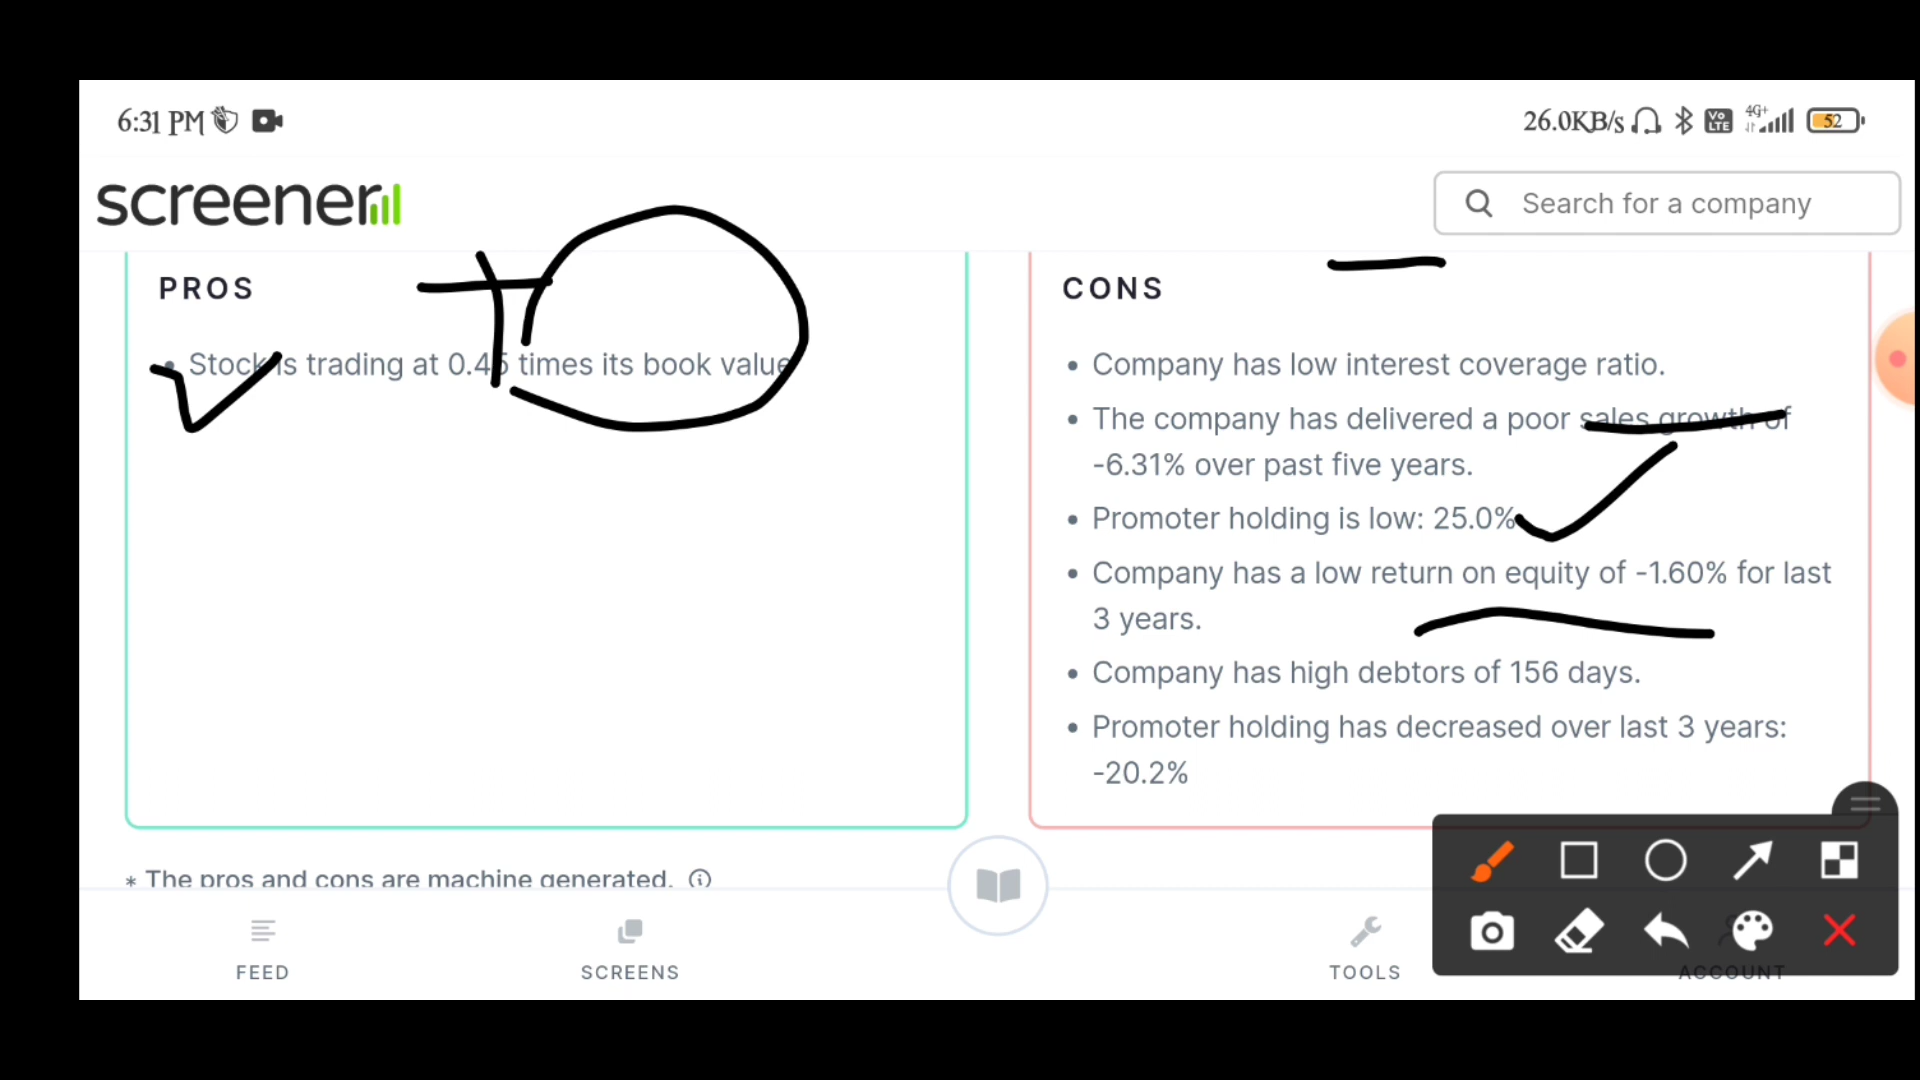 6:31 PM
26.0KB/s VoLTE 4G+ 52
screener
Search for a company
PROS
CONS
Stock is trading at 0.45 times its book value
Company has low interest coverage ratio.
The company has delivered a poor sales growth of
-6.31% over past five years.
Promoter holding is low: 25.0%
Company has a low return on equity of -1.60% for last
3 years.
Company has high debtors of 156 days.
Promoter holding has decreased over last 3 years:
-20.2%
* The pros and cons are machine generated.
FEED
SCREENS
TOOLS
ACCOUNT